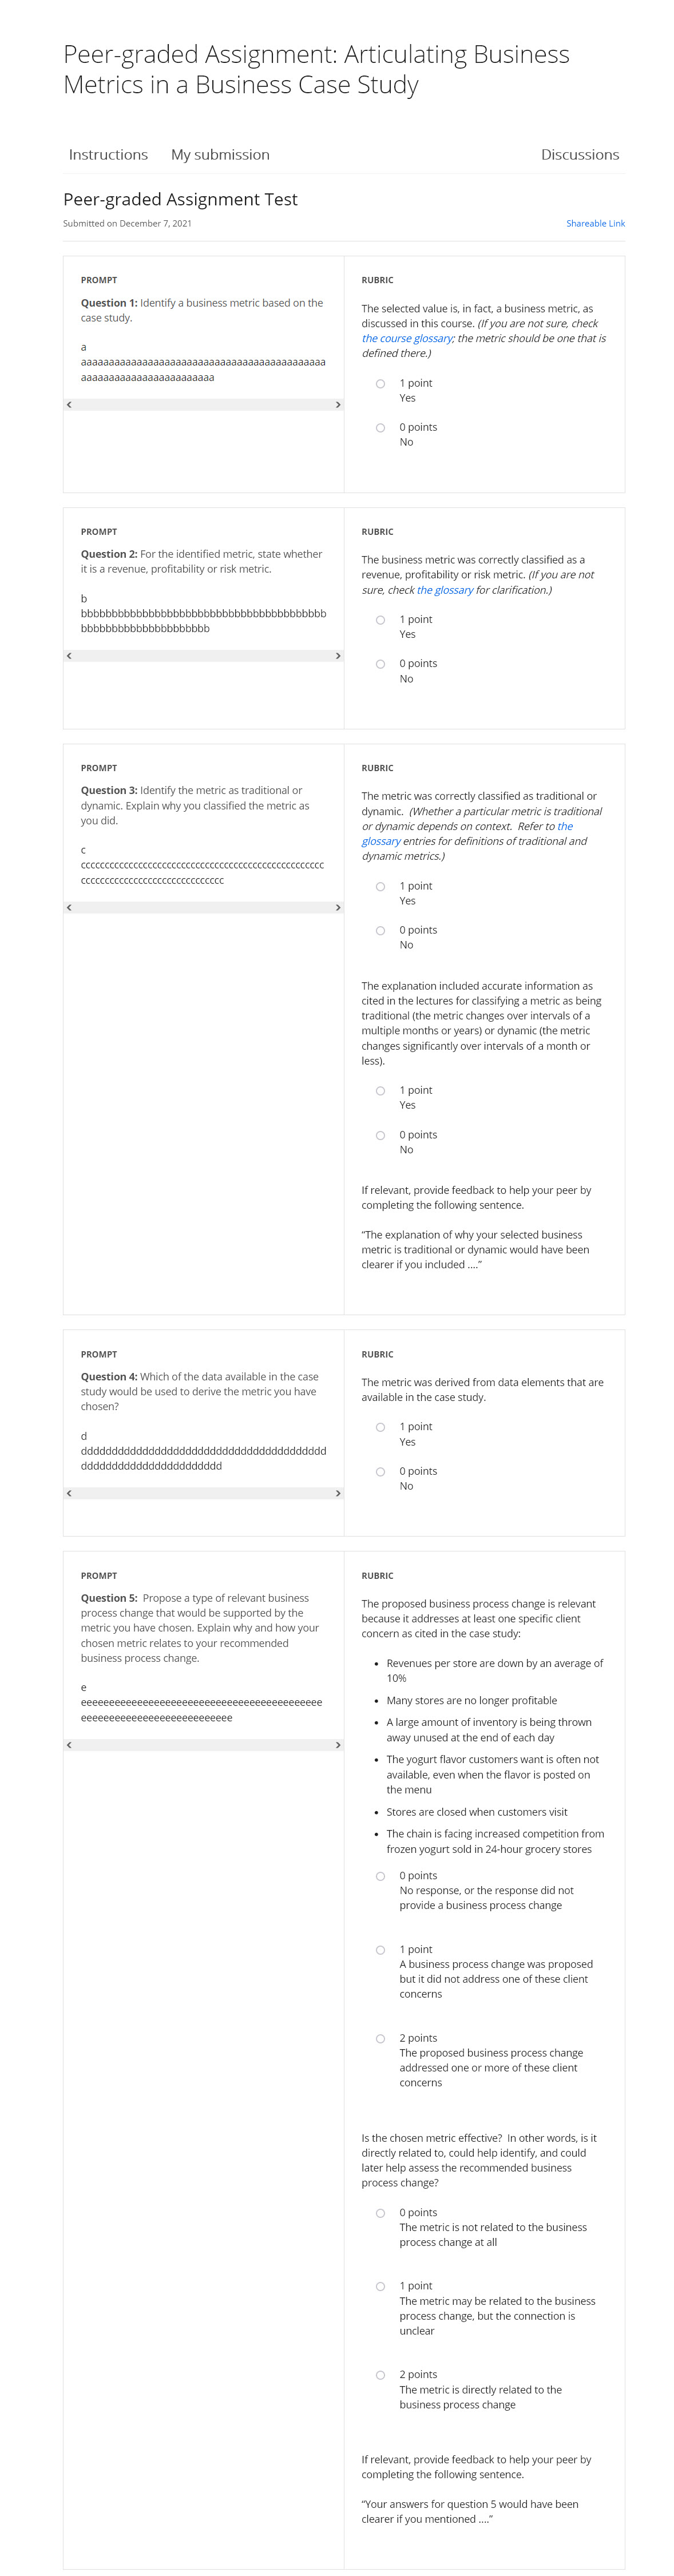 Peer-graded Assignment: Articulating Business
Metrics in a Business Case Study
Instructions My submission Discussions
Peer-graded Assignment Test
Submitted on December 7, 2021 Shareable Link
PROMPT
Question 1: Identify a business metric based on the
case study.
a
aaaaaaaaaaaaaaaaaaaaaaaaaaaaaaaaaaaaaaaaaaaa
aaaaaaaaaaaaaaaaaaaaaaaa
RUBRIC
The selected value is, in fact, a business metric, as
discussed in this course. (If you are not sure, check
the course glossary; the metric should be one that is
defined there.)
1 point
Yes
0 points
No
PROMPT
Question 2: For the identified metric, state whether
it is a revenue, profitability or risk metric.
b
bbbbbbbbbbbbbbbbbbbbbbbbbbbbbbbbbbbbbbbb
bbbbbbbbbbbbbbbbbbbbb
RUBRIC
The business metric was correctly classified as a
revenue, profitability or risk metric. (If you are not
sure, check the glossary for clarification.)
1 point
Yes
0 points
No
PROMPT
Question 3: Identify the metric as traditional or
dynamic. Explain why you classified the metric as
you did.
c
ccccccccccccccccccccccccccccccccccccccccccccccccccc
cccccccccccccccccccccccccccccc
RUBRIC
The metric was correctly classified as traditional or
dynamic. (Whether a particular metric is traditional
or dynamic depends on context. Refer to the
glossary entries for definitions of traditional and
dynamic metrics.)
1 point
Yes
0 points
No
The explanation included accurate information as
cited in the lectures for classifying a metric as being
traditional (the metric changes over intervals of a
multiple months or years) or dynamic (the metric
changes significantly over intervals of a month or
less).
1 point
Yes
0 points
No
If relevant, provide feedback to help your peer by
completing the following sentence.
“The explanation of why your selected business
metric is traditional or dynamic would have been
clearer if you included ....”
PROMPT
Question 4: Which of the data available in the case
study would be used to derive the metric you have
chosen?
d
dddddddddddddddddddddddddddddddddddddddd
ddddddddddddddddddddddd
RUBRIC
The metric was derived from data elements that are
available in the case study.
1 point
Yes
0 points
No
PROMPT
Question 5: Propose a type of relevant business
process change that would be supported by the
metric you have chosen. Explain why and how your
chosen metric relates to your recommended
business process change.
e
eeeeeeeeeeeeeeeeeeeeeeeeeeeeeeeeeeeeeeeeeee
eeeeeeeeeeeeeeeeeeeeeeeeeee
RUBRIC
The proposed business process change is relevant
because it addresses at least one specific client
concern as cited in the case study:
• Revenues per store are down by an average of
10%
• Many stores are no longer profitable
• A large amount of inventory is being thrown
away unused at the end of each day
• The yogurt flavor customers want is often not
available, even when the flavor is posted on
the menu
• Stores are closed when customers visit
• The chain is facing increased competition from
frozen yogurt sold in 24-hour grocery stores
0 points
No response, or the response did not
provide a business process change
1 point
A business process change was proposed
but it did not address one of these client
concerns
2 points
The proposed business process change
addressed one or more of these client
concerns
Is the chosen metric effective? In other words, is it
directly related to, could help identify, and could
later help assess the recommended business
process change?
0 points
The metric is not related to the business
process change at all
1 point
The metric may be related to the business
process change, but the connection is
unclear
2 points
The metric is directly related to the
business process change
If relevant, provide feedback to help your peer by
completing the following sentence.
“Your answers for question 5 would have been
clearer if you mentioned ....”